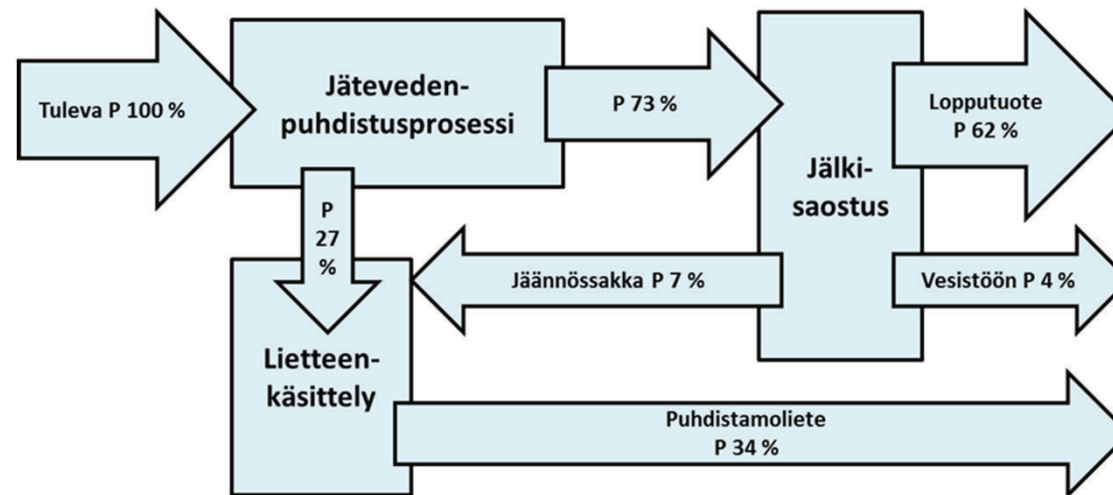 Tuleva P 100 %
Jäteveden-
puhdistusprosessi
P 73 %
Jälki-
saostus
Lopputuote
P 62 %
P
27
%
Jäännössakka P 7 %
Vesistöön P 4 %
Lietteen-
käsittely
Puhdistamoliete
P 34 %